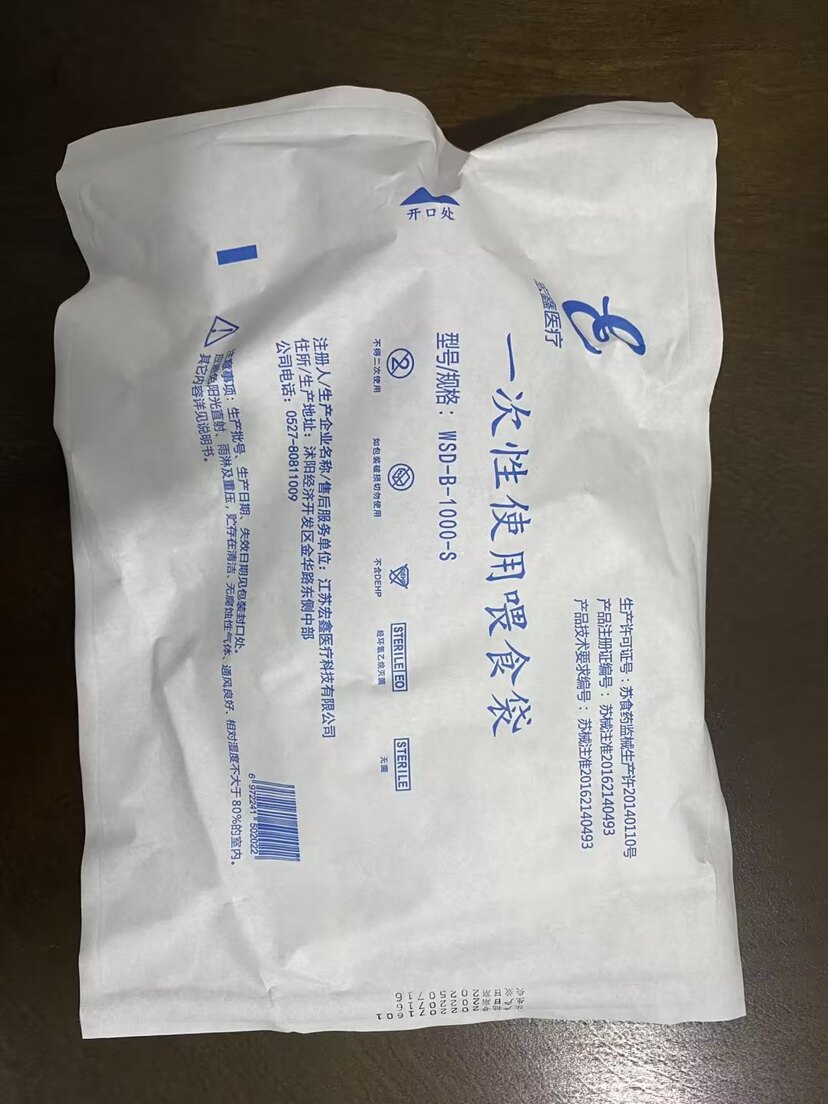 开口处
宏鑫医疗
生产许可证号：苏食药监械生产许20140110号
产品注册证编号：苏械注准20162140493
产品技术要求编号：苏械注准20162140493
一次性使用喂食袋
型号/规格：WSD-B-1000-S
不得二次使用
如包装破损切勿使用
不含DEHP
STERILE EO
经环氧乙烷灭菌
STERILE
无菌
注册人/生产企业名称/售后服务单位：江苏宏鑫医疗科技有限公司
住所/生产地址：沭阳经济开发区金华路东侧中部
公司电话：0527-80811009
注意事项：生产批号、生产日期、失效日期见包装封口处。
阳光直射、雨淋及重压，贮存在清洁、无腐蚀性气体、通风良好、相对湿度不大于80%的室内。
其它内容详见说明书。
6 972241 502022